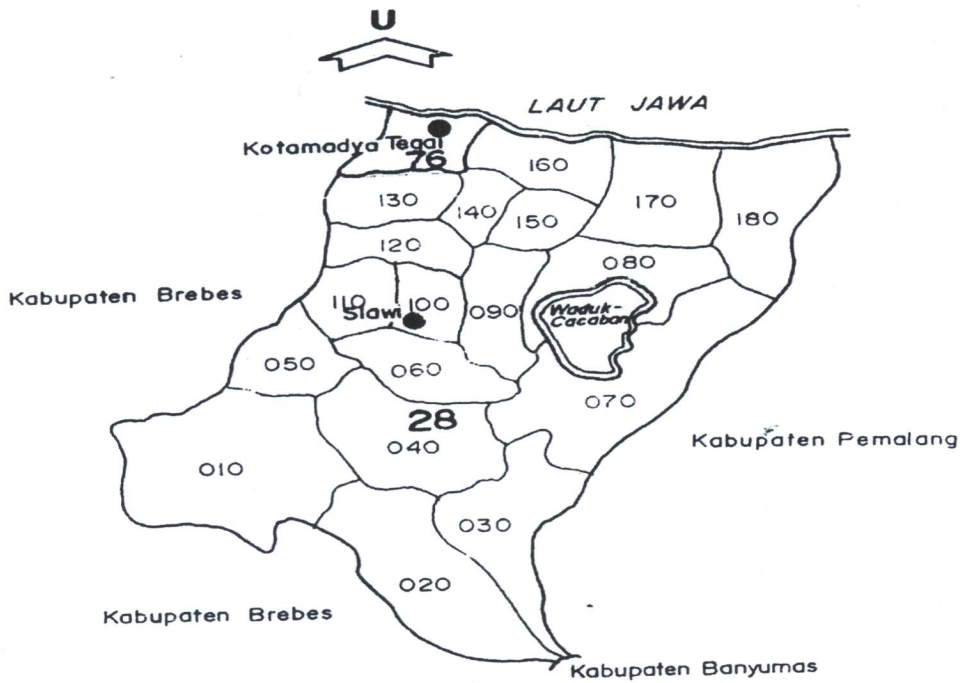 U
LAUT JAWA
Kotamadya Tegal
76
160
130
140
150
170
180
120
080
Kabupaten Brebes
110
100
090
Waduk-
Cacaban
Slawi
050
060
070
28
040
Kabupaten Pemalang
010
030
020
Kabupaten Brebes
Kabupaten Banyumas